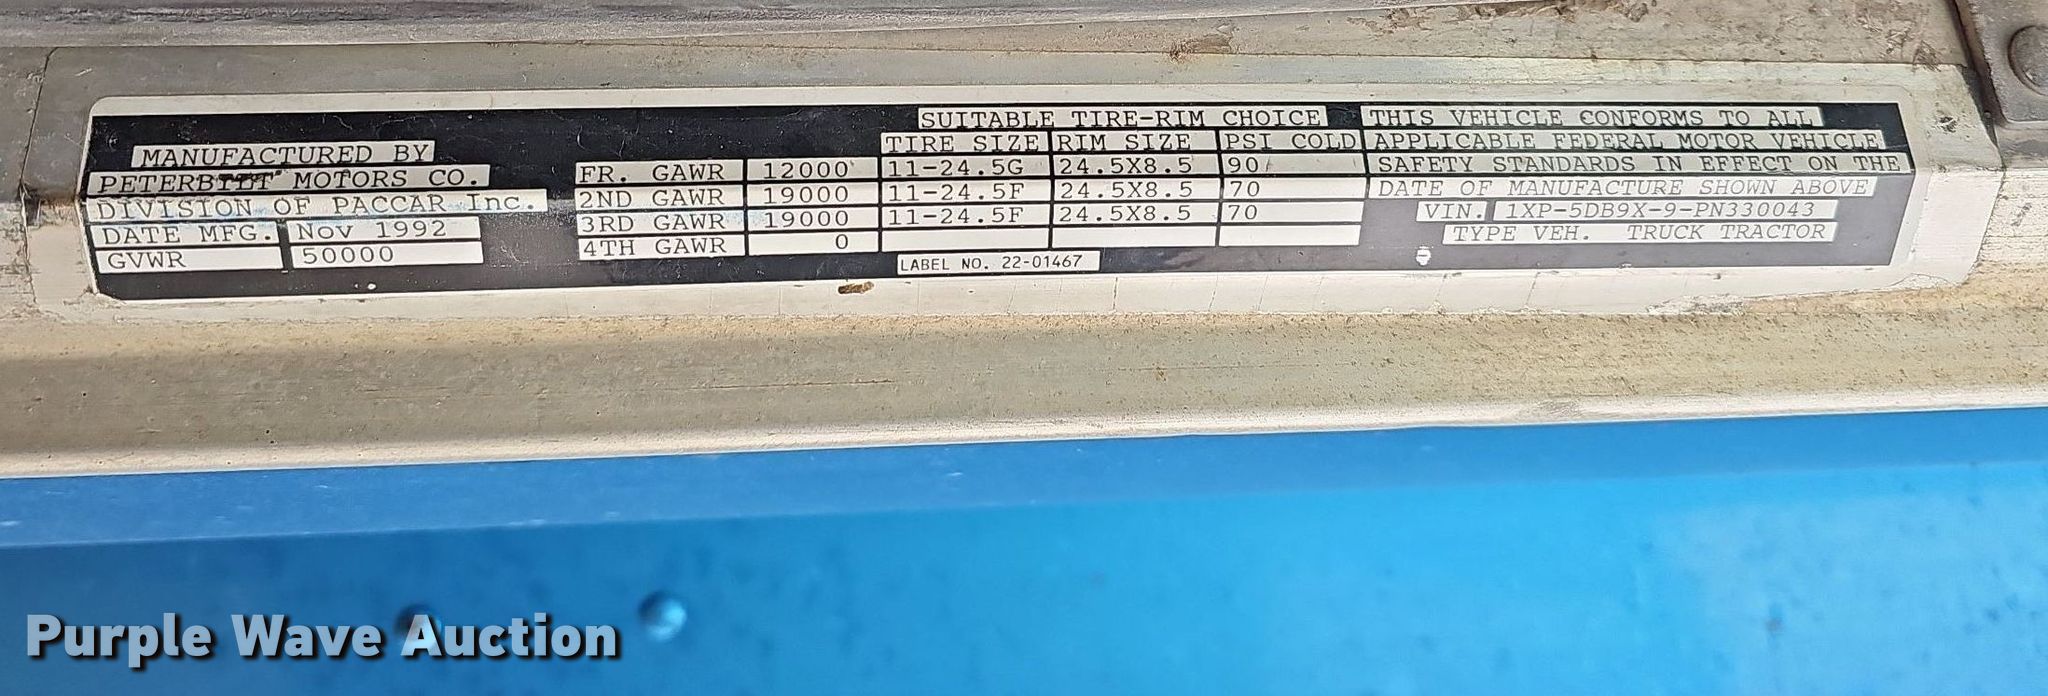 MANUFACTURED BY
PETERBILT MOTORS CO.
DIVISION OF PACCAR Inc.
DATE MFG. Nov 1992
GVWR 50000
SUITABLE TIRE-RIM CHOICE
TIRE SIZE RIM SIZE PSI COLD
FR. GAWR 12000 11-24.5G 24.5X8.5 90
2ND GAWR 19000 11-24.5F 24.5X8.5 70
3RD GAWR 19000 11-24.5F 24.5X8.5 70
4TH GAWR 0
LABEL NO. 22-01467
THIS VEHICLE CONFORMS TO ALL
APPLICABLE FEDERAL MOTOR VEHICLE
SAFETY STANDARDS IN EFFECT ON THE
DATE OF MANUFACTURE SHOWN ABOVE
VIN. 1XP-5DB9X-9-PN330043
TYPE VEH. TRUCK TRACTOR
Purple Wave Auction